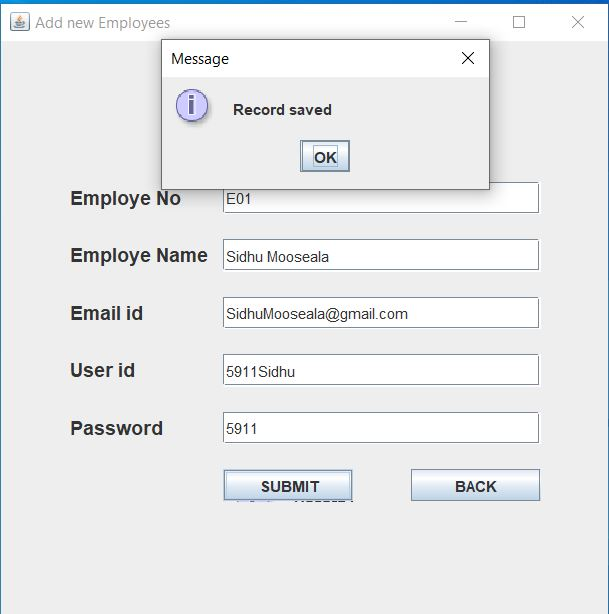 Add new Employees
Message
Record saved
OK
Employe No E01
Employe Name Sidhu Mooseala
Email id SidhuMooseala@gmail.com
User id 5911Sidhu
Password 5911
SUBMIT BACK